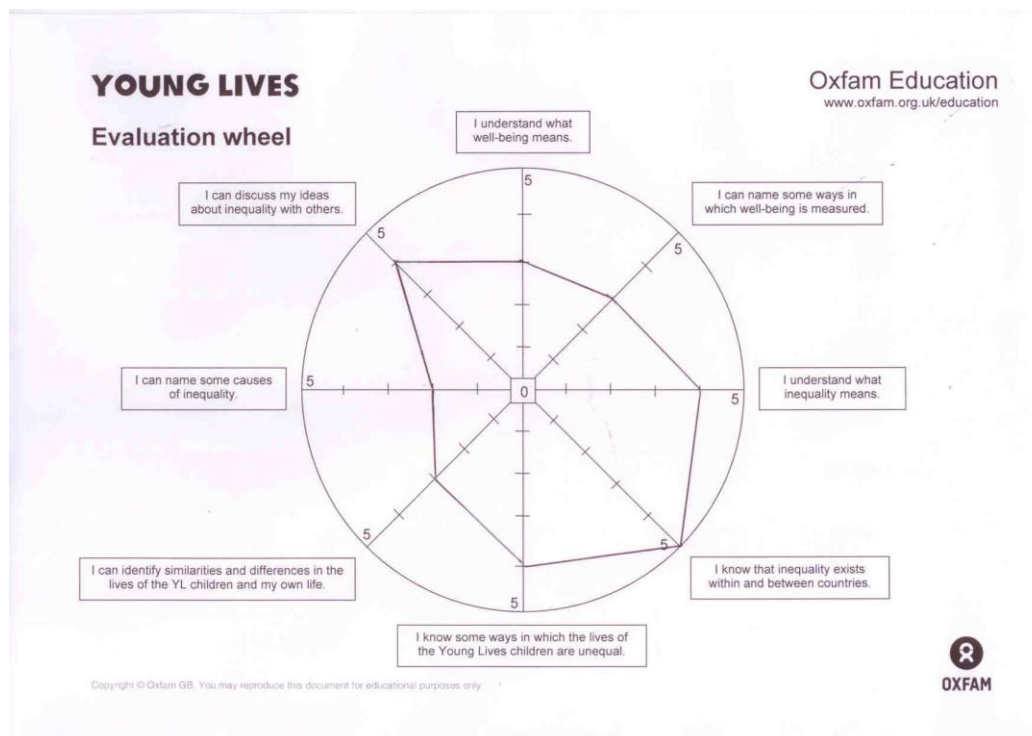 YOUNG LIVES
Evaluation wheel
Oxfam Education
www.oxfam.org.uk/education
I understand what
well-being means.
I can discuss my ideas
about inequality with others.
I can name some ways in
which well-being is measured.
5
5
5
I can name some causes
of inequality.
5
0
5
I understand what
inequality means.
I can identify similarities and differences in the
lives of the YL children and my own life.
5
5
5
I know that inequality exists
within and between countries.
I know some ways in which the lives of
the Young Lives children are unequal.
Copyright © Oxfam GB. You may reproduce this document for educational purposes only.
OXFAM